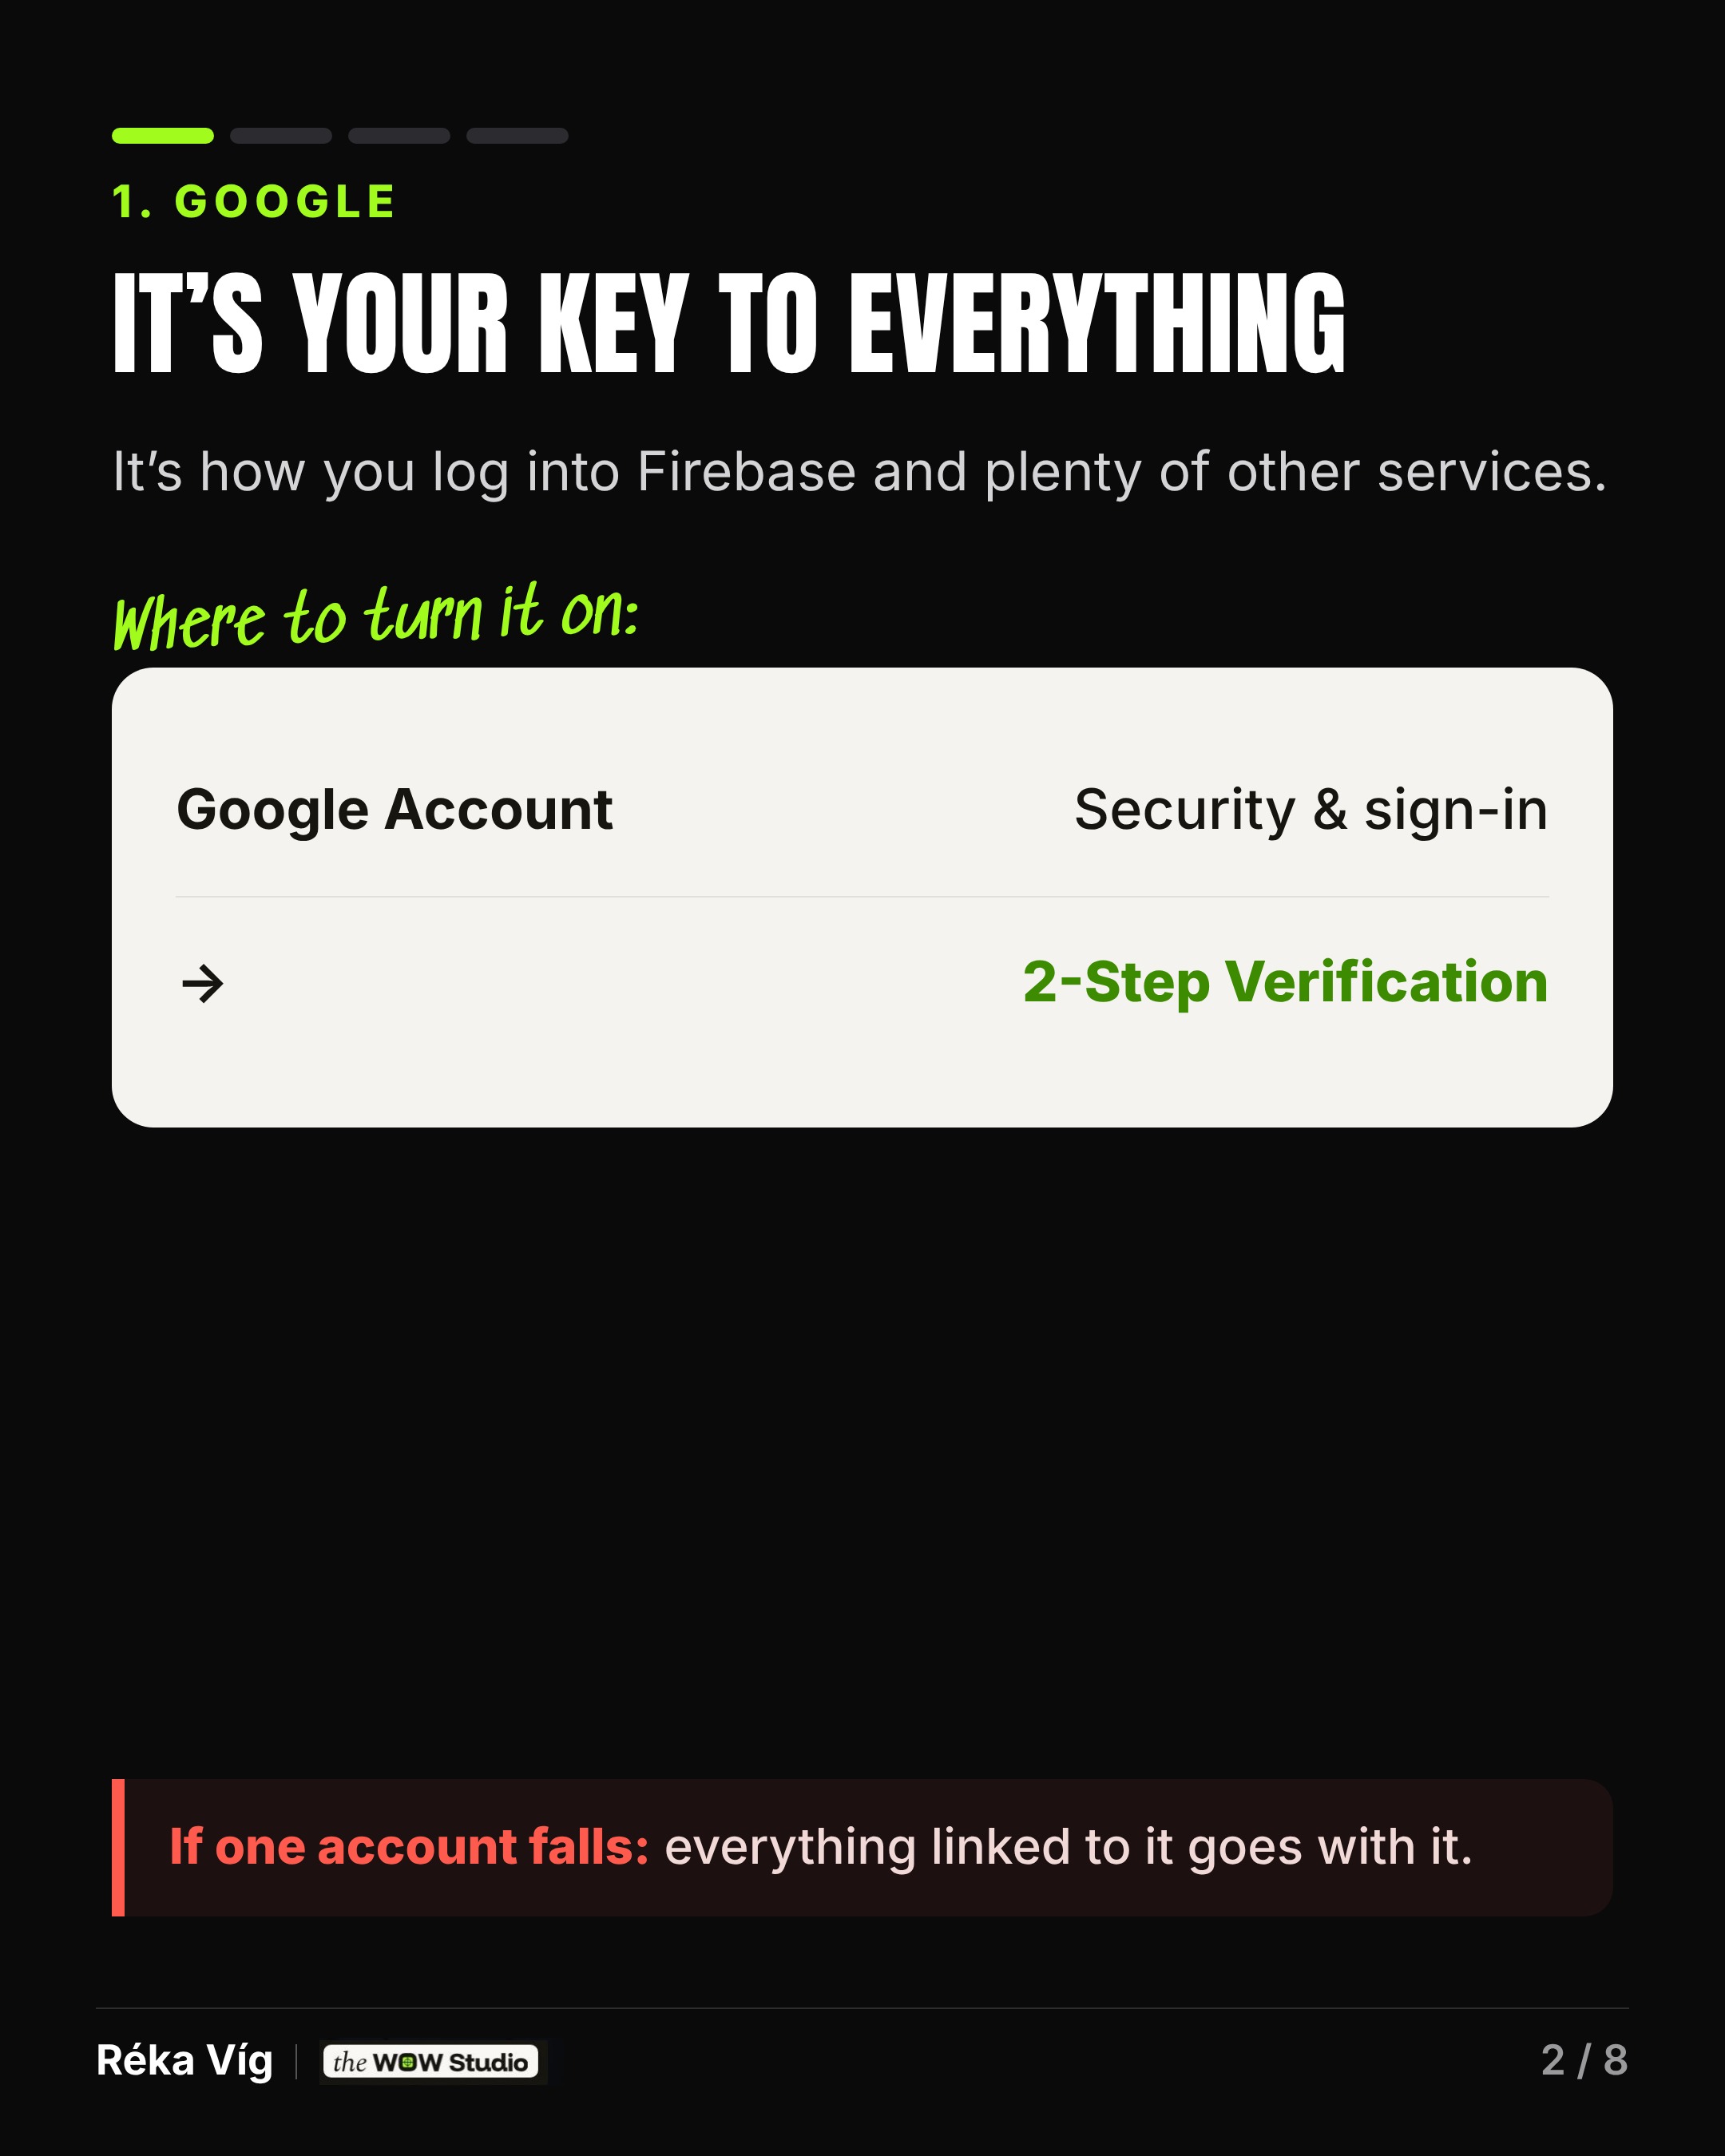 1. GOOGLE
IT’S YOUR KEY TO EVERYTHING
It’s how you log into Firebase and plenty of other services.
Where to turn it on:
Google Account Security & sign-in
→ 2-Step Verification
If one account falls: everything linked to it goes with it.
Réka Víg | the WOW Studio 2 / 8